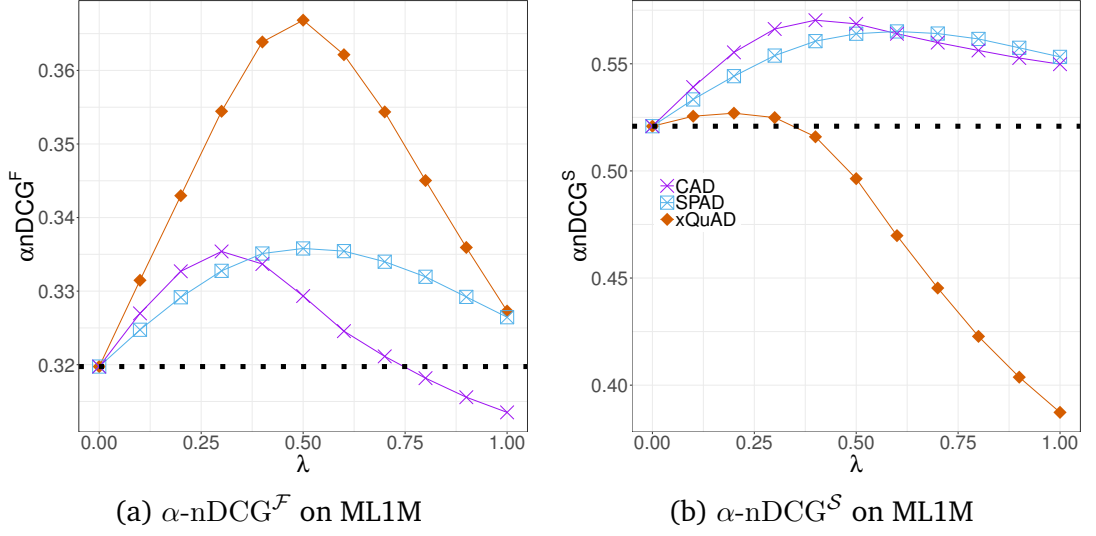 αnDCG^F
0.36
0.35
0.34
0.33
0.32
0.00
0.25
0.50
0.75
1.00
λ
(a) α-nDCG^ℱ on ML1M
αnDCG^S
0.55
0.50
0.45
0.40
CAD
SPAD
xQuAD
0.00
0.25
0.50
0.75
1.00
λ
(b) α-nDCG^𝒮 on ML1M